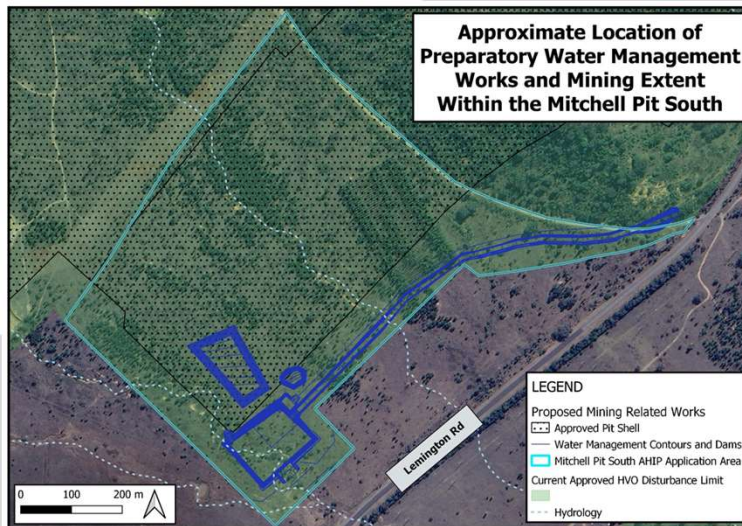 Approximate Location of
Preparatory Water Management
Works and Mining Extent
Within the Mitchell Pit South
Lemington Rd
LEGEND
Proposed Mining Related Works
Approved Pit Shell
Water Management Contours and Dams
Mitchell Pit South AHIP Application Area
Current Approved HVO Disturbance Limit
Hydrology
0 100 200 m